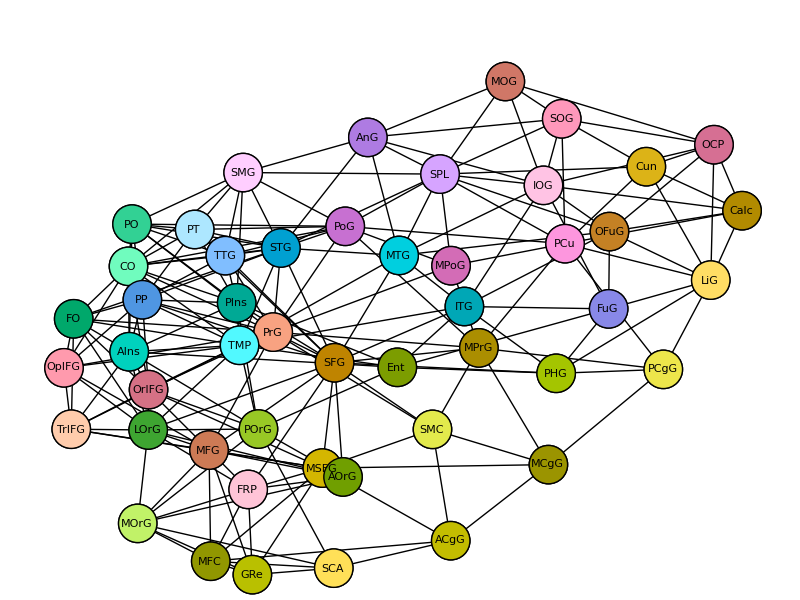 MOG
SOG
AnG
OCP
Cun
SMG
SPL
IOG
Calc
PO
PT
PoG
OFuG
TTG
STG
PCu
MTG
CO
MPoG
LiG
PP
PIns
ITG
FuG
FO
PrG
TMP
AIns
MPrG
SFG
Ent
OpIFG
PHG
PCgG
OrIFG
TrIFG
LOrG
POrG
SMC
MFG
MCgG
MSFG
AOrG
FRP
MOrG
ACgG
MFC
SCA
GRe